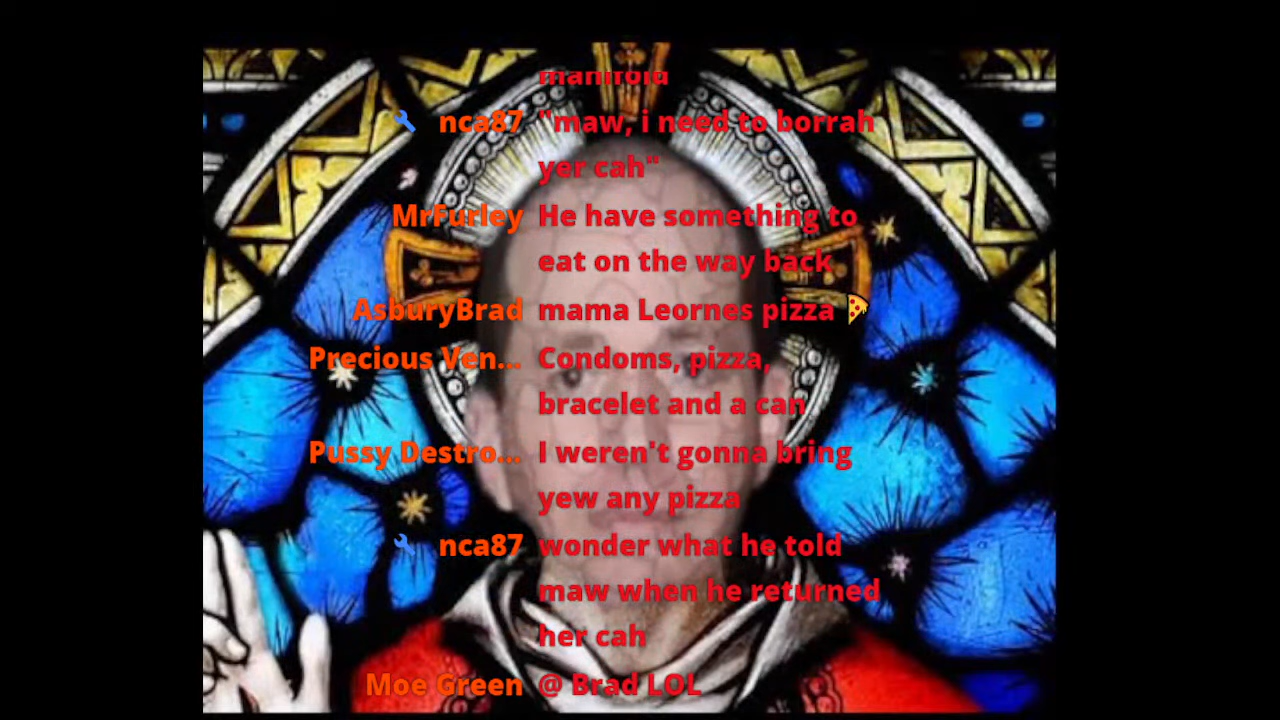 manifold
nca87 "maw, i need to borrah
yer cah"
MrFurley He have something to
eat on the way back
AsburyBrad mama Leornes pizza 🍕
Precious Ven... Condoms, pizza,
bracelet and a can
Pussy Destro... I weren't gonna bring
yew any pizza
nca87 wonder what he told
maw when he returned
her cah
Moe Green @ Brad LOL